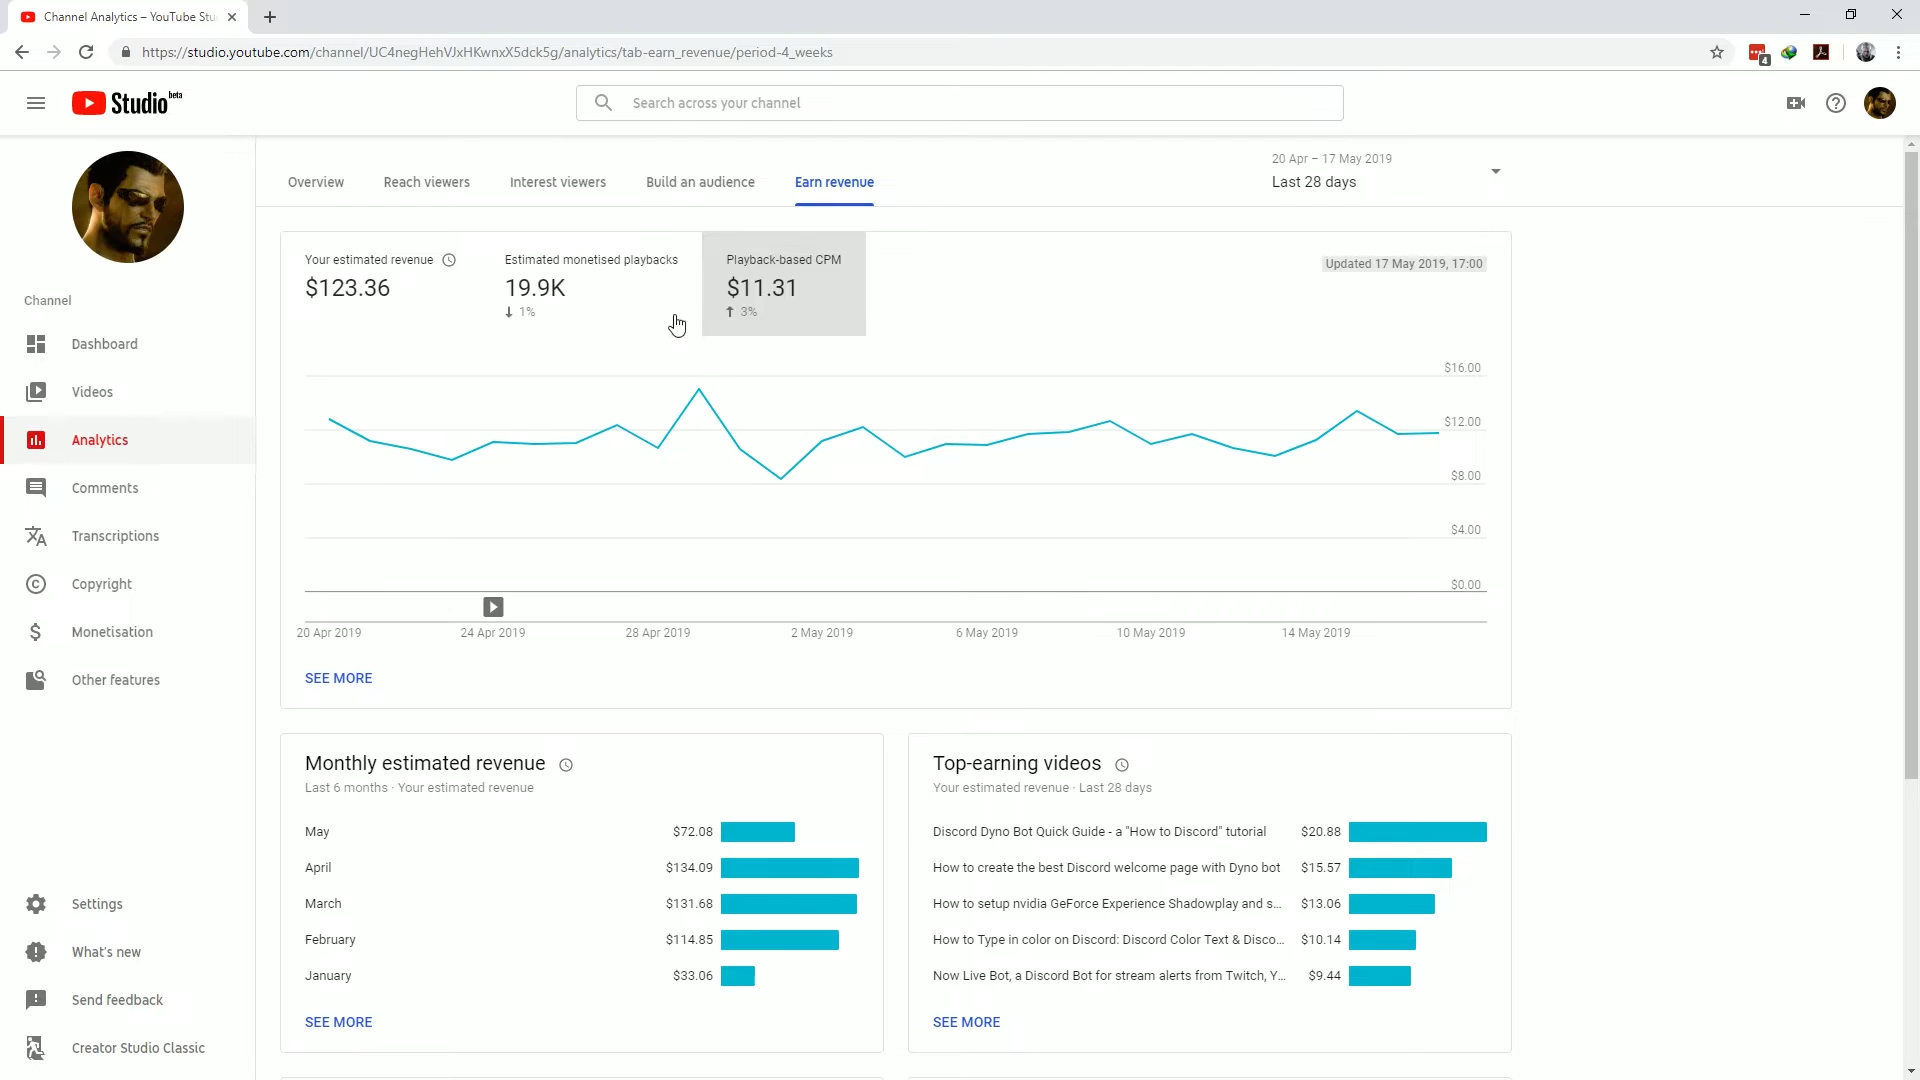 Channel Analytics – YouTube Stu
https://studio.youtube.com/channel/UC4negHehVJxHKwnxX5dck5g/analytics/tab-earn_revenue/period-4_weeks
4
Studio beta
Search across your channel
Overview
Reach viewers
Interest viewers
Build an audience
Earn revenue
20 Apr – 17 May 2019
Last 28 days
Channel
Dashboard
Videos
Analytics
Comments
Transcriptions
Copyright
Monetisation
Other features
Settings
What's new
Send feedback
Creator Studio Classic
Your estimated revenue
$123.36
Estimated monetised playbacks
19.9K
1%
Playback-based CPM
$11.31
3%
Updated 17 May 2019, 17:00
$16.00
$12.00
$8.00
$4.00
$0.00
20 Apr 2019
24 Apr 2019
28 Apr 2019
2 May 2019
6 May 2019
10 May 2019
14 May 2019
SEE MORE
Monthly estimated revenue
Last 6 months · Your estimated revenue
May $72.08
April $134.09
March $131.68
February $114.85
January $33.06
SEE MORE
Top-earning videos
Your estimated revenue · Last 28 days
Discord Dyno Bot Quick Guide - a "How to Discord" tutorial $20.88
How to create the best Discord welcome page with Dyno bot $15.57
How to setup nvidia GeForce Experience Shadowplay and s... $13.06
How to Type in color on Discord: Discord Color Text & Disco... $10.14
Now Live Bot, a Discord Bot for stream alerts from Twitch, Y... $9.44
SEE MORE